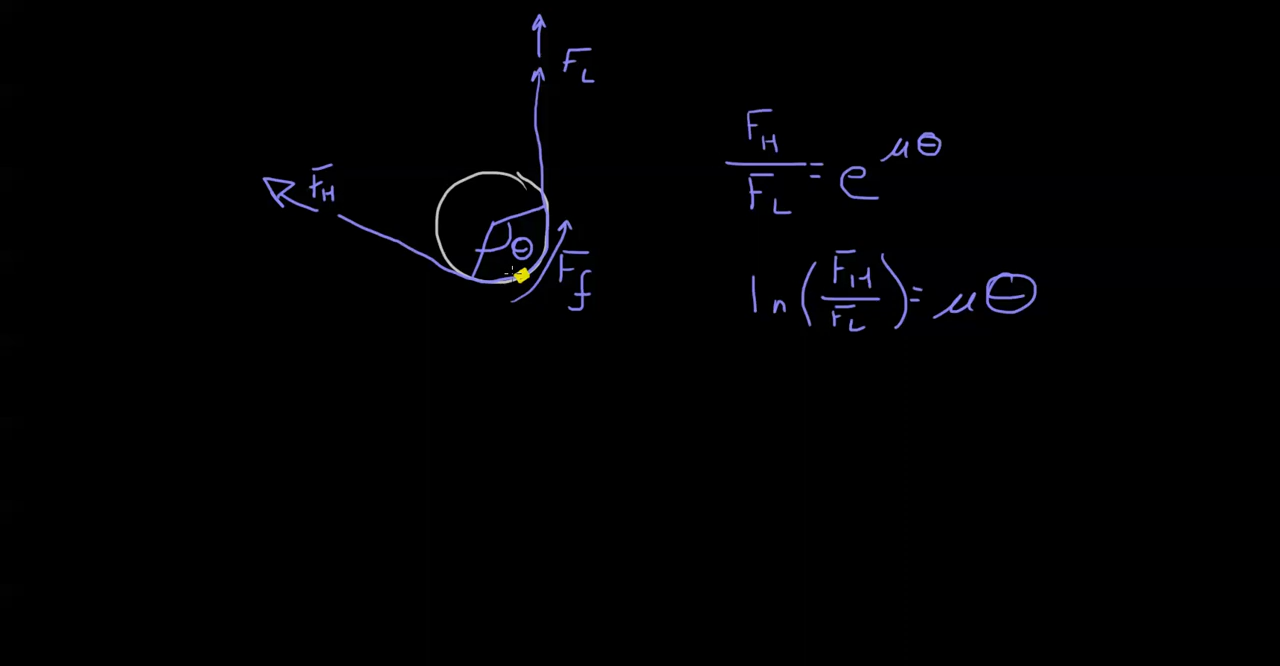 F_L
F_H
θ
F_f
F_H / F_L = e^{μθ}
ln(F_H / F_L) = μθ